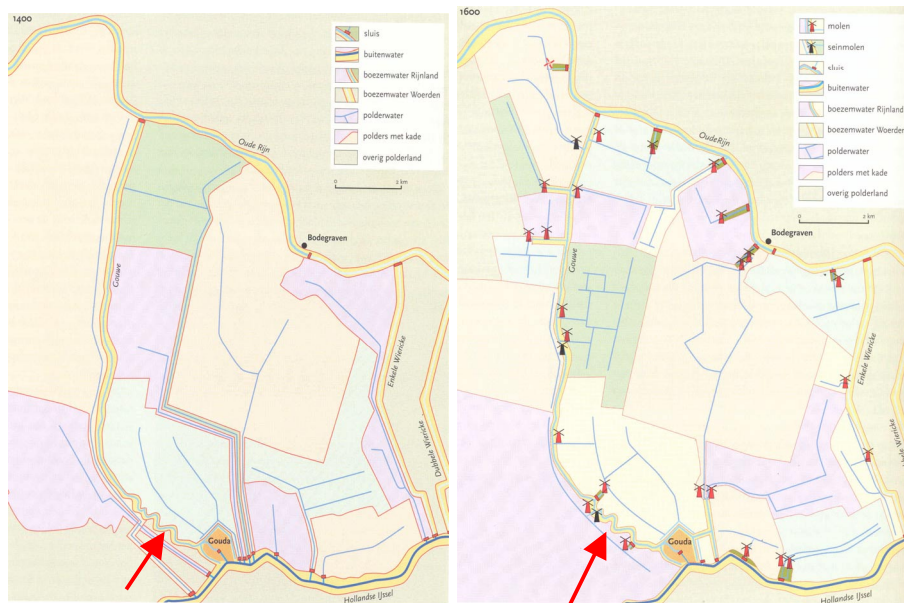 1400
sluis
buitenwater
boezemwater Rijnland
boezemwater Woerden
polderwater
polders met kade
overig polderland
0 2 km
Oude Rijn
Bodegraven
Gouwe
Enkele Wiericke
Dubbele Wiericke
Gouda
Hollandse IJssel
1600
molen
seinmolen
sluis
buitenwater
boezemwater Rijnland
boezemwater Woerden
polderwater
polders met kade
overig polderland
0 2 km
Oude Rijn
Bodegraven
Gouwe
Enkele Wiericke
Gouda
Hollandse IJssel